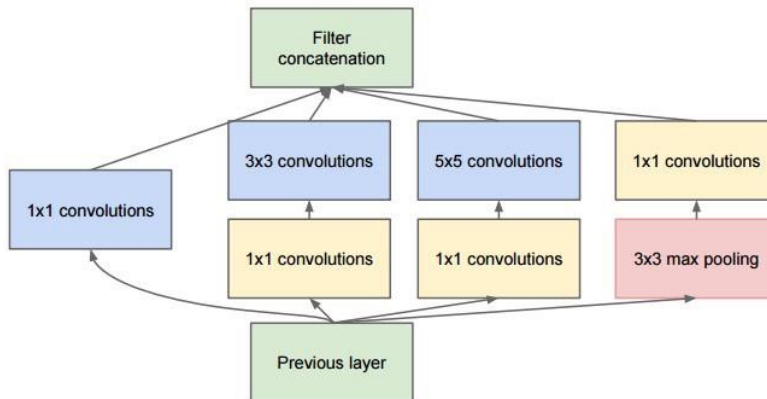 Filter
concatenation
3x3 convolutions
5x5 convolutions
1x1 convolutions
1x1 convolutions
1x1 convolutions
1x1 convolutions
3x3 max pooling
Previous layer